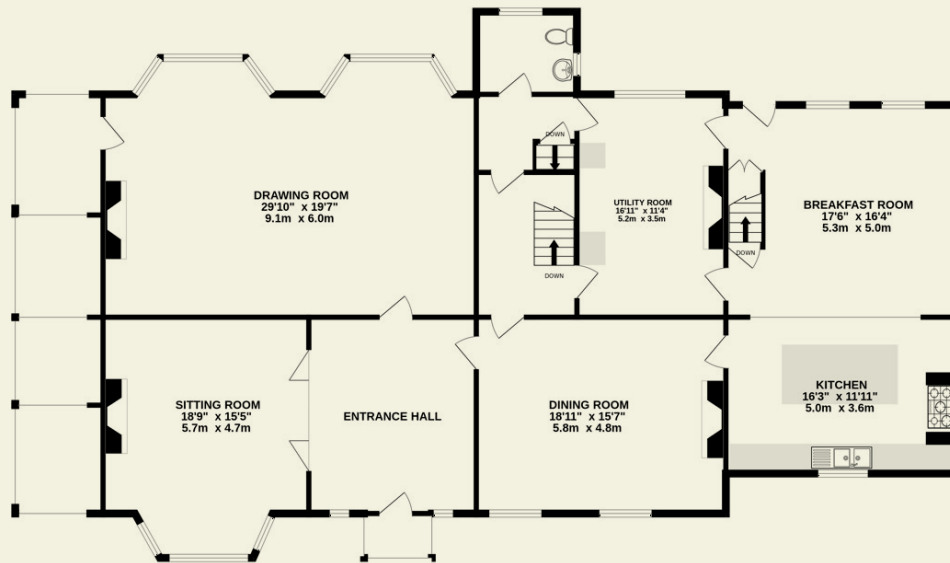 DOWN
DRAWING ROOM
29'10" x 19'7"
9.1m x 6.0m
UTILITY ROOM
16'11" x 11'4"
5.2m x 3.5m
BREAKFAST ROOM
17'6" x 16'4"
5.3m x 5.0m
DOWN
DOWN
SITTING ROOM
18'9" x 15'5"
5.7m x 4.7m
ENTRANCE HALL
DINING ROOM
18'11" x 15'7"
5.8m x 4.8m
KITCHEN
16'3" x 11'11"
5.0m x 3.6m